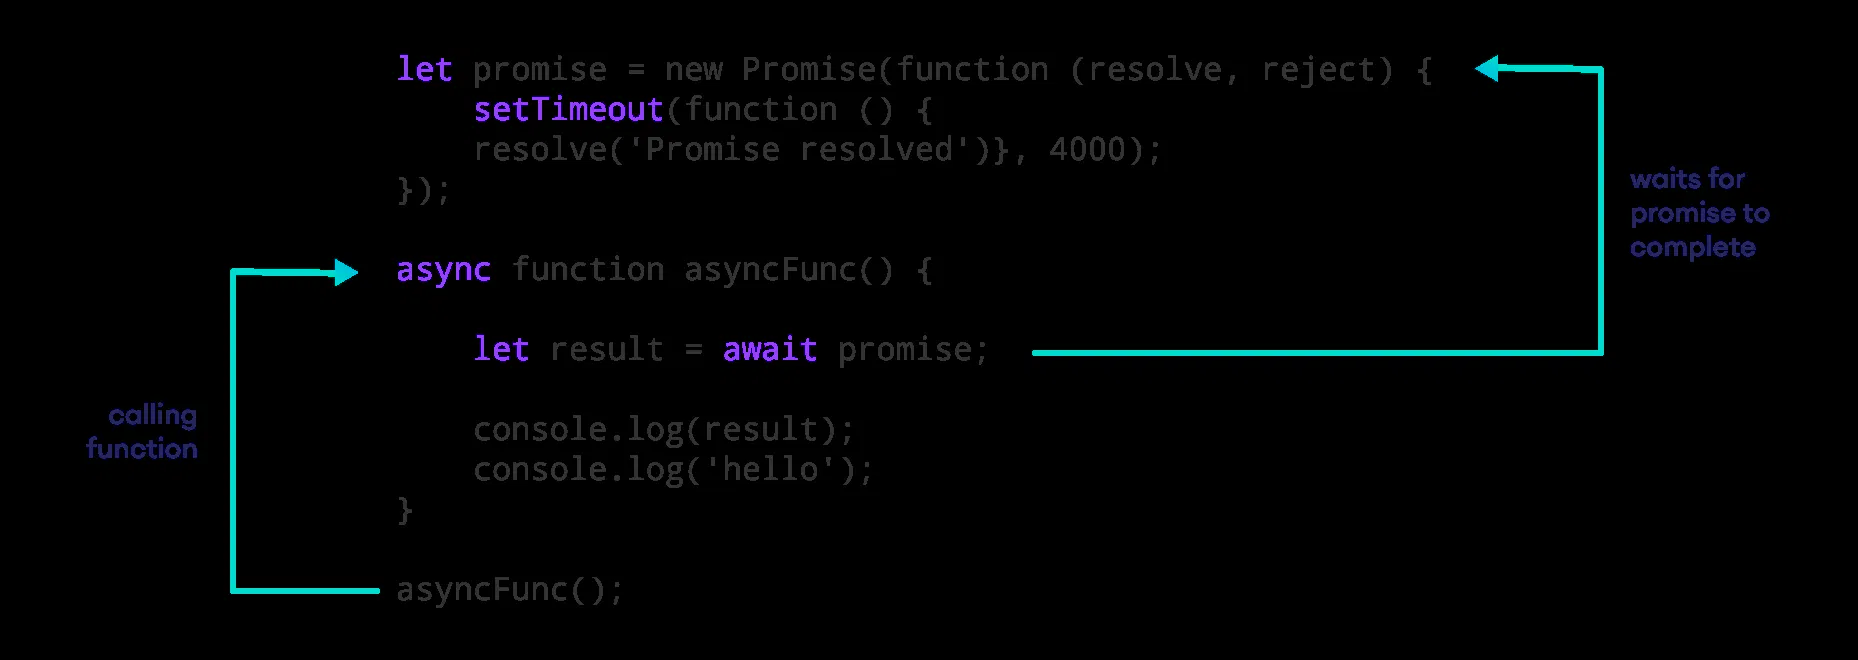 let promise = new Promise(function (resolve, reject) {
setTimeout(function () {
resolve('Promise resolved')}, 4000);
});
waits for
promise to
complete
async function asyncFunc() {
let result = await promise;
calling
function
console.log(result);
console.log('hello');
}
asyncFunc();